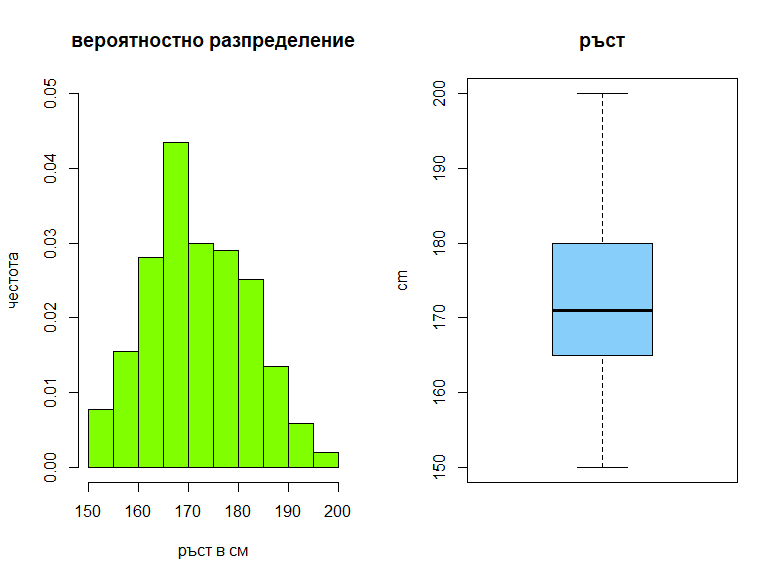 вероятностно разпределение
0.05
0.04
0.03
0.02
0.01
0.00
честота
150 160 170 180 190 200
ръст в см
ръст
200
190
180
170
160
150
cm